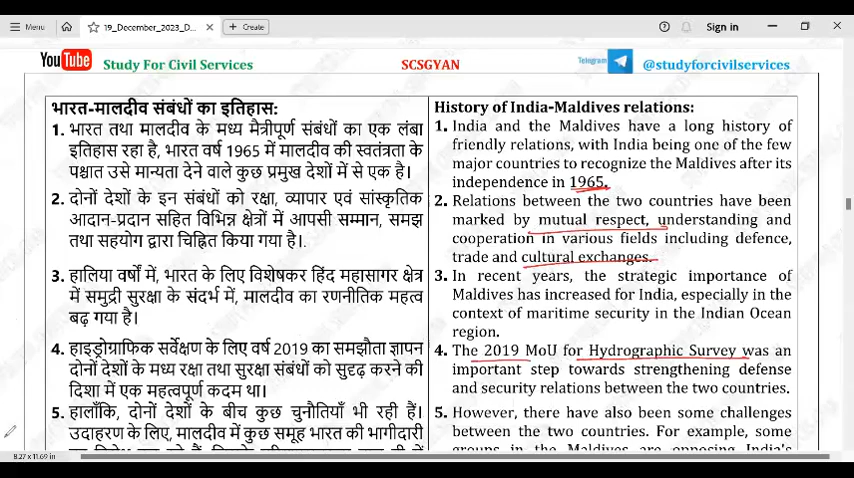 Menu
19_December_2023_D...
+ Create
Sign in
YouTube
Study For Civil Services
SCSGYAN
Telegram
@studyforcivilservices
भारत-मालदीव संबंधों का इतिहास:
1. भारत तथा मालदीव के मध्य मैत्रीपूर्ण संबंधों का एक लंबा
इतिहास रहा है, भारत वर्ष 1965 में मालदीव की स्वतंत्रता के
पश्चात उसे मान्यता देने वाले कुछ प्रमुख देशों में से एक है।
2. दोनों देशों के इन संबंधों को रक्षा, व्यापार एवं सांस्कृतिक
आदान-प्रदान सहित विभिन्न क्षेत्रों में आपसी सम्मान, समझ
तथा सहयोग द्वारा चिह्नित किया गया है।.
3. हालिया वर्षों में, भारत के लिए विशेषकर हिंद महासागर क्षेत्र
में समुद्री सुरक्षा के संदर्भ में, मालदीव का रणनीतिक महत्व
बढ़ गया है।
4. हाइड्रोग्राफिक सर्वेक्षण के लिए वर्ष 2019 का समझौता ज्ञापन
दोनों देशों के मध्य रक्षा तथा सुरक्षा संबंधों को सुदृढ़ करने की
दिशा में एक महत्वपूर्ण कदम था।
5. हालाँकि, दोनों देशों के बीच कुछ चुनौतियाँ भी रही हैं।
उदाहरण के लिए, मालदीव में कुछ समूह भारत की भागीदारी
History of India-Maldives relations:
1. India and the Maldives have a long history of
friendly relations, with India being one of the few
major countries to recognize the Maldives after its
independence in 1965.
2. Relations between the two countries have been
marked by mutual respect, understanding and
cooperation in various fields including defence,
trade and cultural exchanges.
3. In recent years, the strategic importance of
Maldives has increased for India, especially in the
context of maritime security in the Indian Ocean
region.
4. The 2019 MoU for Hydrographic Survey was an
important step towards strengthening defense
and security relations between the two countries.
5. However, there have also been some challenges
between the two countries. For example, some
groups in the Maldives are opposing India's
8.27 x 11.69 in